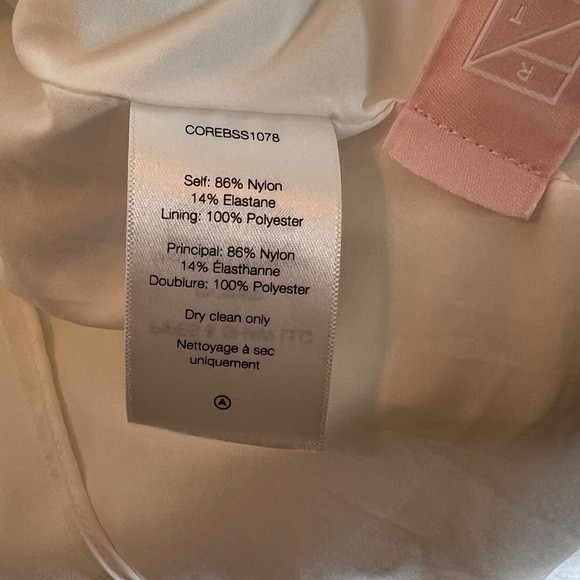 COREBSS1078
Self: 86% Nylon
14% Elastane
Lining: 100% Polyester
Principal: 86% Nylon
14% Élasthanne
Doublure: 100% Polyester
Dry clean only
Nettoyage à sec
uniquement
A
T
R